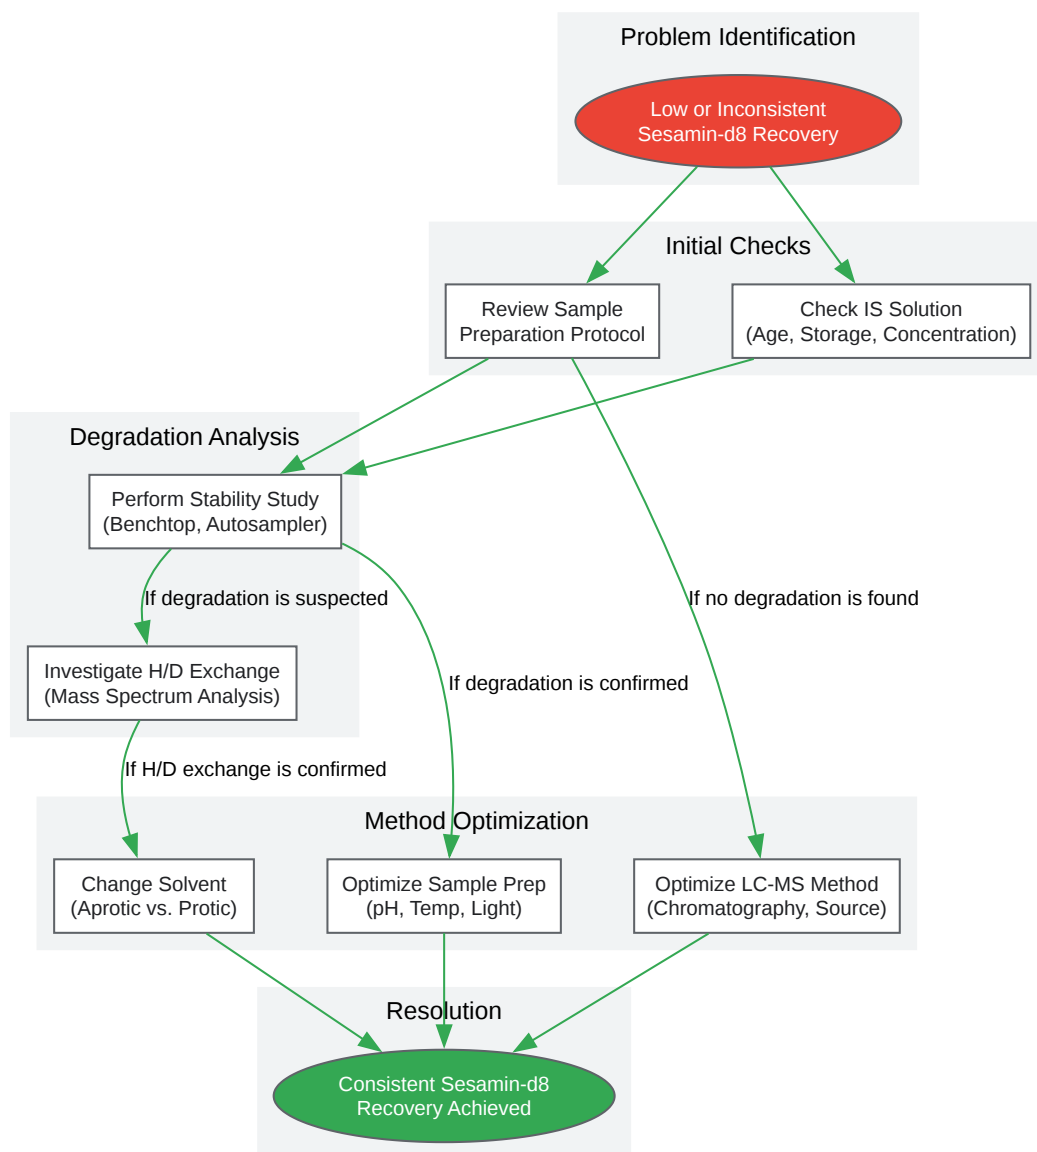 Problem Identification
Low or Inconsistent
Sesamin-d8 Recovery
Initial Checks
Review Sample
Preparation Protocol
Check IS Solution
(Age, Storage, Concentration)
Degradation Analysis
Perform Stability Study
(Benchtop, Autosampler)
If degradation is suspected
If no degradation is found
Investigate H/D Exchange
(Mass Spectrum Analysis)
If degradation is confirmed
If H/D exchange is confirmed
Method Optimization
Change Solvent
(Aprotic vs. Protic)
Optimize Sample Prep
(pH, Temp, Light)
Optimize LC-MS Method
(Chromatography, Source)
Resolution
Consistent Sesamin-d8
Recovery Achieved